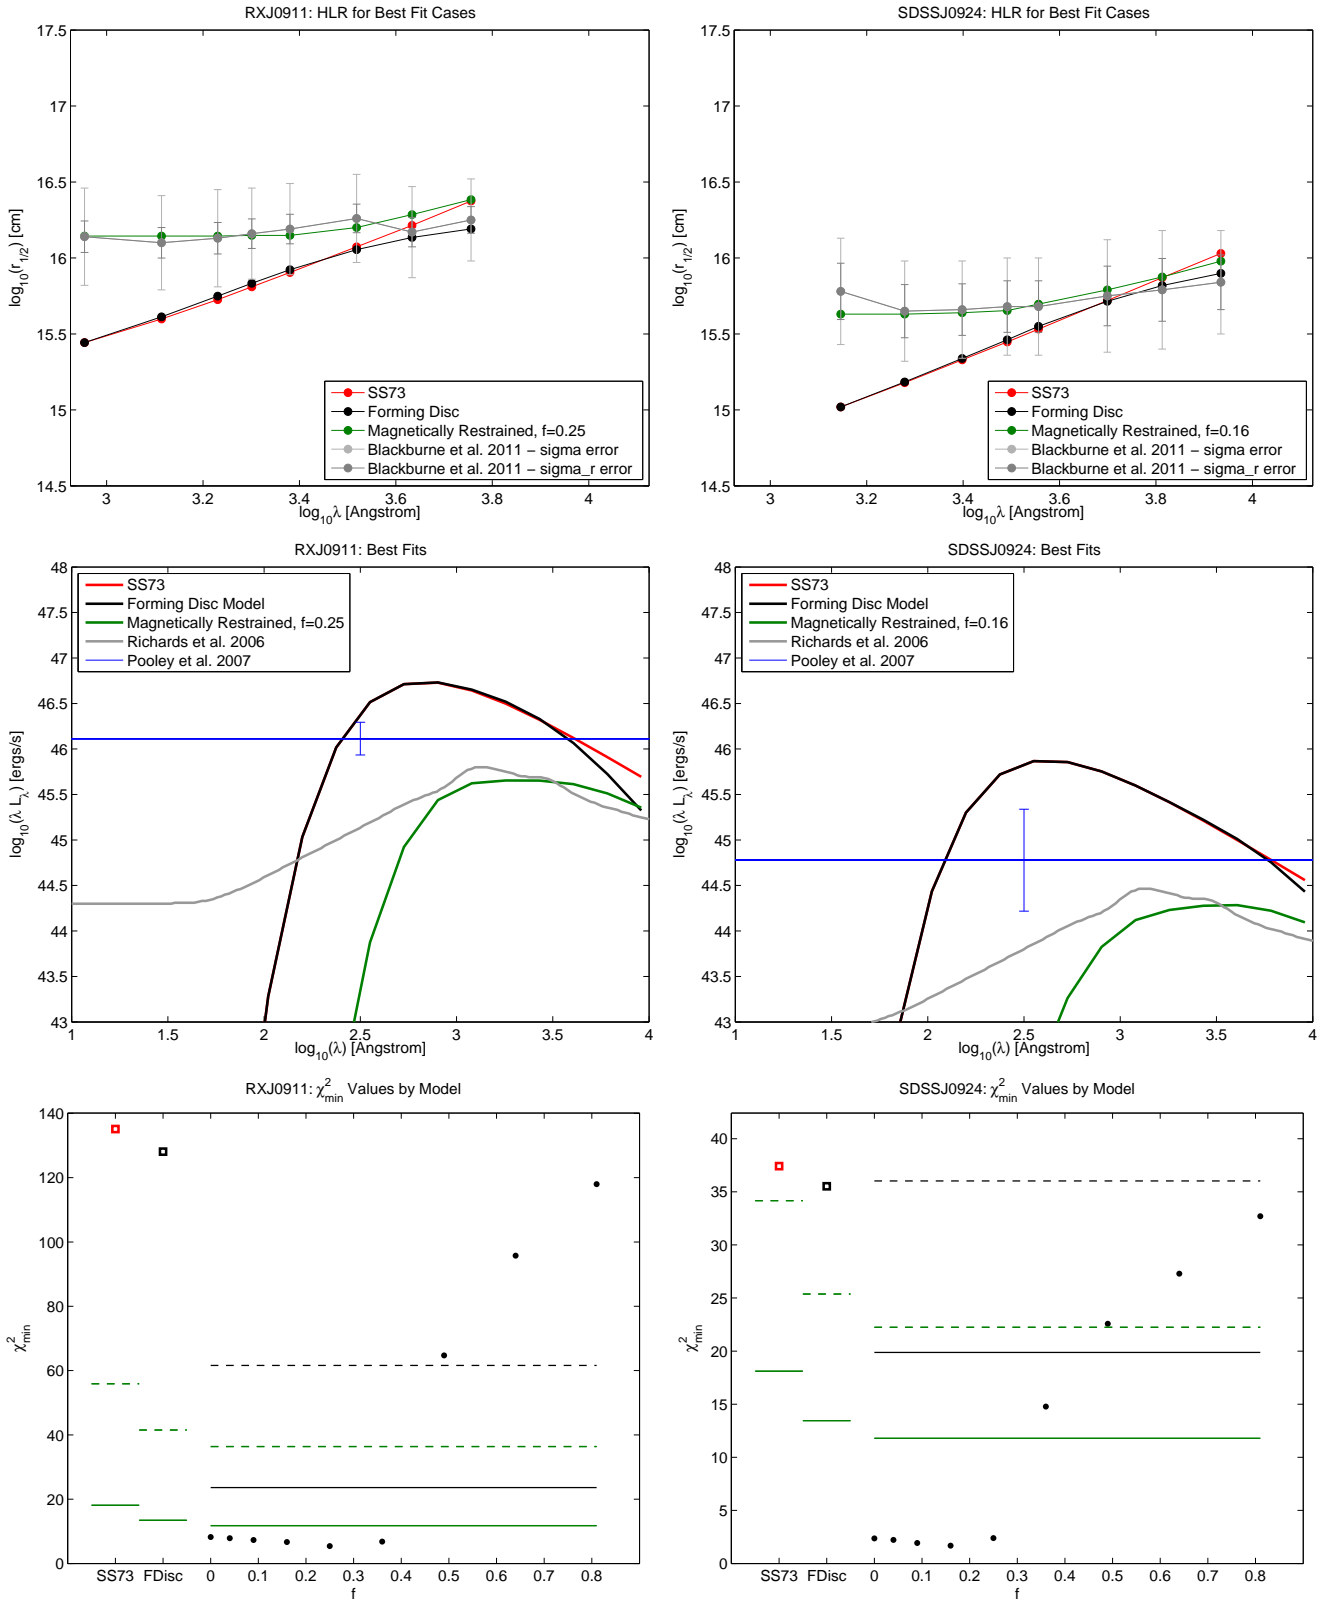 RXJ0911: HLR for Best Fit Cases
17.5
17
16.5
16
15.5
15
14.5
log10(r1/2) [cm]
SS73
Forming Disc
Magnetically Restrained, f=0.25
Blackburne et al. 2011 − sigma error
Blackburne et al. 2011 − sigma_r error
3 3.2 3.4 3.6 3.8 4
log10λ [Angstrom]
SDSSJ0924: HLR for Best Fit Cases
17.5
17
16.5
16
15.5
15
14.5
log10(r1/2) [cm]
SS73
Forming Disc
Magnetically Restrained, f=0.16
Blackburne et al. 2011 − sigma error
Blackburne et al. 2011 − sigma_r error
3 3.2 3.4 3.6 3.8 4
log10λ [Angstrom]
RXJ0911: Best Fits
48
47.5
47
46.5
46
45.5
45
44.5
44
43.5
43
log10(λ Lλ) [ergs/s]
SS73
Forming Disc Model
Magnetically Restrained, f=0.25
Richards et al. 2006
Pooley et al. 2007
1 1.5 2 2.5 3 3.5 4
log10(λ) [Angstrom]
SDSSJ0924: Best Fits
48
47.5
47
46.5
46
45.5
45
44.5
44
43.5
43
log10(λ Lλ) [ergs/s]
SS73
Forming Disc Model
Magnetically Restrained, f=0.16
Richards et al. 2006
Pooley et al. 2007
1 1.5 2 2.5 3 3.5 4
log10(λ) [Angstrom]
RXJ0911: χ²min Values by Model
140
120
100
80
60
40
20
0
χ²min
SS73 FDisc 0 0.1 0.2 0.3 0.4 0.5 0.6 0.7 0.8
f
SDSSJ0924: χ²min Values by Model
40
35
30
25
20
15
10
5
0
χ²min
SS73 FDisc 0 0.1 0.2 0.3 0.4 0.5 0.6 0.7 0.8
f